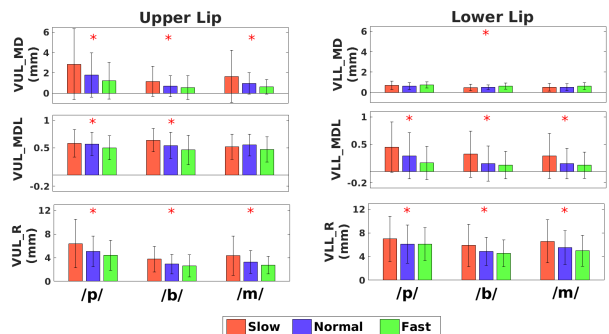 Upper Lip
Lower Lip
VUL_MD
(mm)
6
4
2
0
*
*
*
VLL_MD
(mm)
6
4
2
0
*
VUL_MDL
1
0.5
-0.2
*
*
VLL_MDL
1
0.5
-0.2
*
*
*
VUL_R
(mm)
12
8
4
0
*
*
*
VLL_R
(mm)
12
8
4
0
*
*
*
/p/ /b/ /m/
/p/ /b/ /m/
Slow Normal Fast